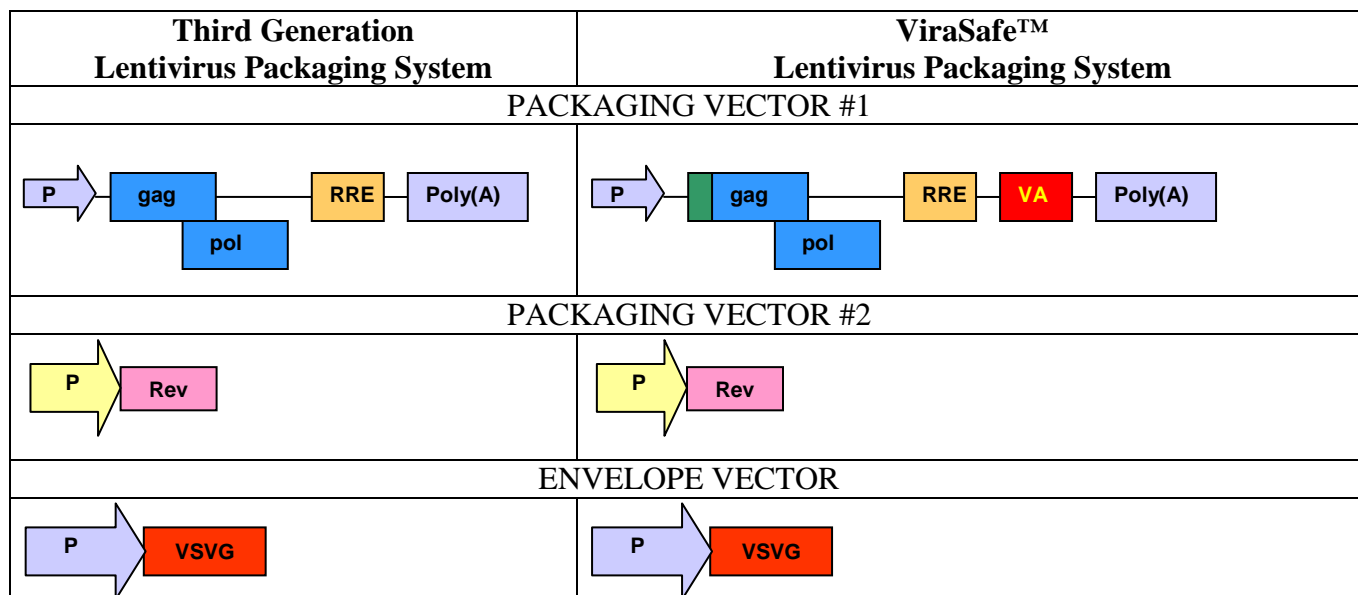 Third Generation
Lentivirus Packaging System
ViraSafe™
Lentivirus Packaging System
PACKAGING VECTOR #1
P
gag
pol
RRE
Poly(A)
P
gag
pol
RRE
VA
Poly(A)
PACKAGING VECTOR #2
P
Rev
P
Rev
ENVELOPE VECTOR
P
VSVG
P
VSVG